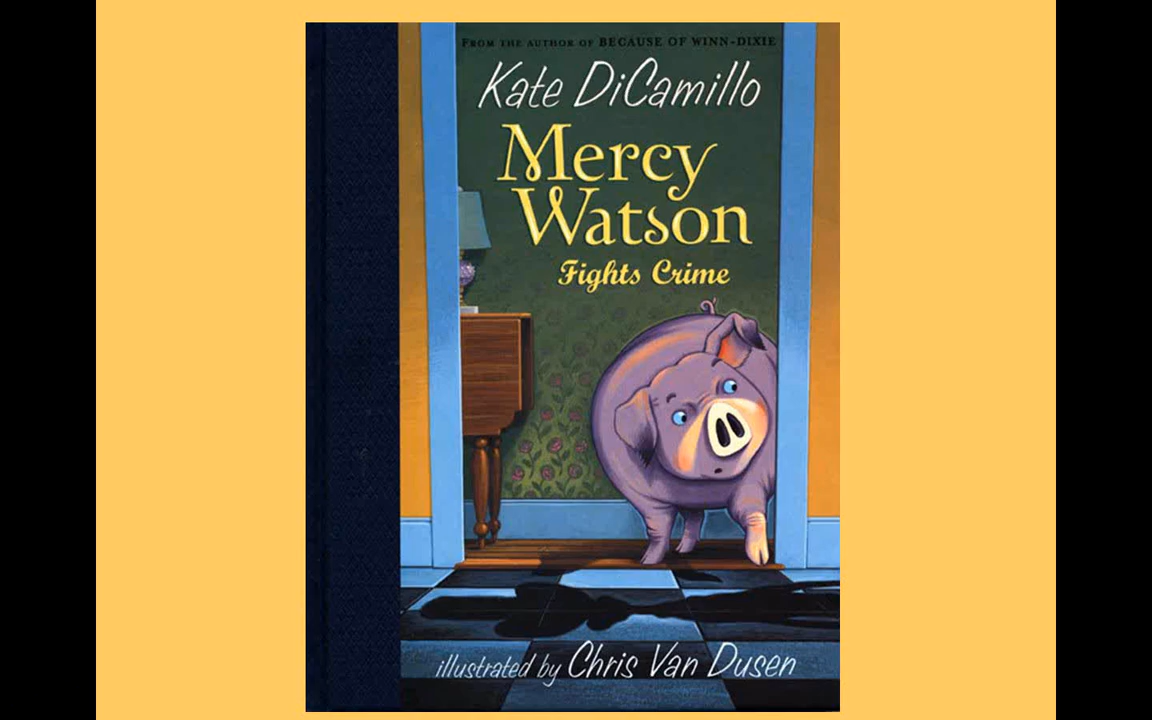 FROM THE AUTHOR OF BECAUSE OF WINN-DIXIE
Kate DiCamillo
Mercy
Watson
Fights Crime
illustrated by Chris Van Dusen